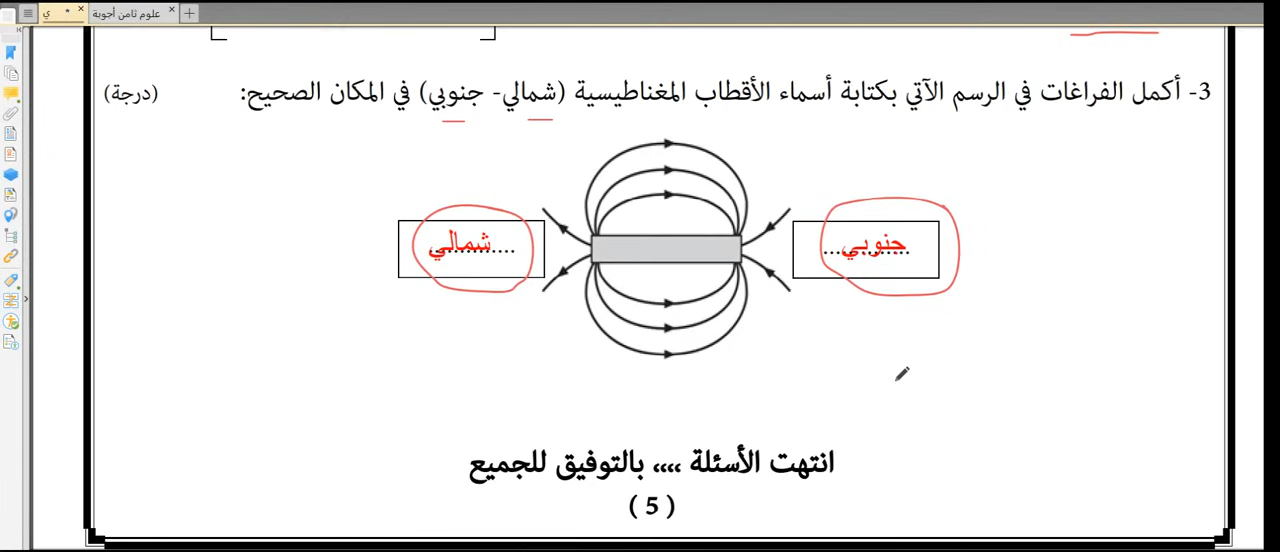 علوم ثامن أجوبة
ي *
3- أكمل الفراغات في الرسم الآتي بكتابة أسماء الأقطاب المغناطيسية (شمالي- جنوبي) في المكان الصحيح: (درجة)
جنوبي
شمالي
انتهت الأسئلة ،،،، بالتوفيق للجميع
( 5 )